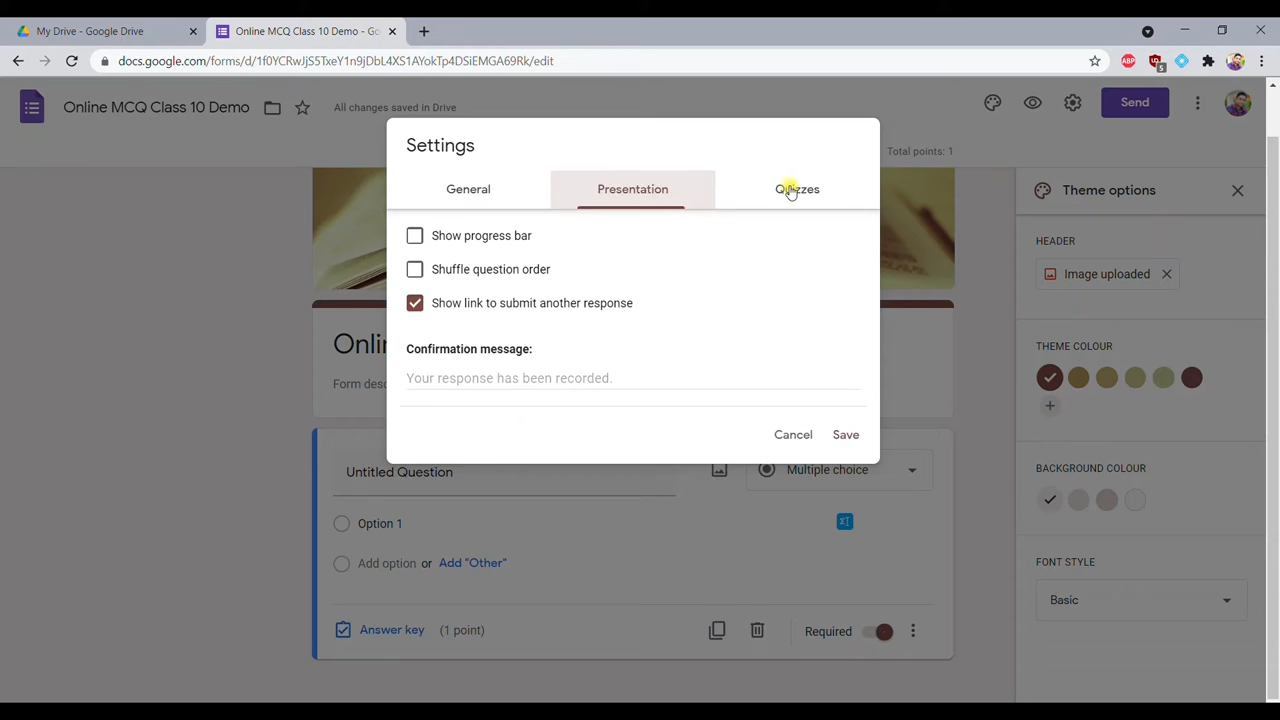 My Drive - Google Drive
Online MCQ Class 10 Demo - Go
docs.google.com/forms/d/1f0YCRwJjS5TxeY1n9jDbL4XS1AYkTp4DSiEMGA69Rk/edit
ABP
5
Online MCQ Class 10 Demo
All changes saved in Drive
Send
Total points: 1
Settings
General
Presentation
Quizzes
Show progress bar
Shuffle question order
Show link to submit another response
Confirmation message:
Your response has been recorded.
Cancel
Save
Theme options
HEADER
Image uploaded
THEME COLOUR
BACKGROUND COLOUR
FONT STYLE
Basic
Onlin
Form desc
Untitled Question
Multiple choice
Option 1
Add option or Add "Other"
Answer key (1 point)
Required